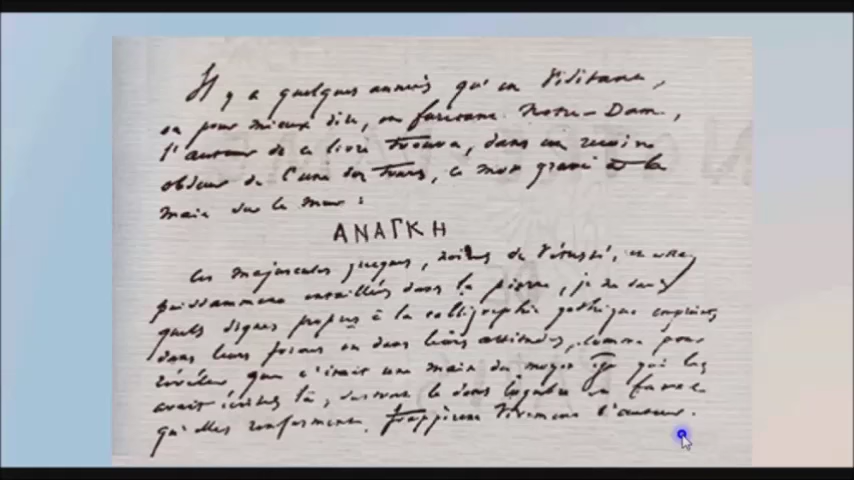 Il y a quelques années qu'en visitant,
ou pour mieux dire, en furetant Notre-Dame,
l'auteur de ce livre trouva, dans un recoin
obscur de l'une des tours, ce mot gravé à la
main sur le mur :
ΑΝΑΓΚΗ
Ces majuscules grecques, noires de vétusté, et assez
puissamment entaillées dans la pierre, je ne sais
quels signes propres à la calligraphie gothique empreints
dans leurs formes et dans leurs attitudes, comme pour
révéler que c'était une main du moyen âge qui les
avait écrites là, surtout le sens lugubre et fatal
qu'elles renferment, frappèrent vivement l'auteur.